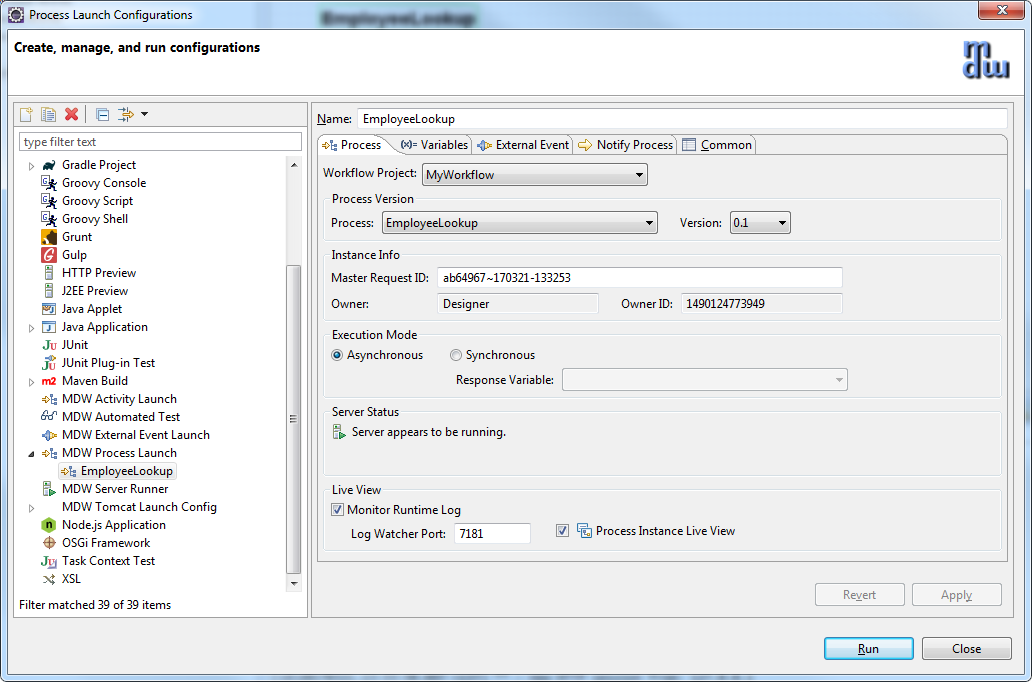 Process Launch Configurations
EmployeeLookup
Create, manage, and run configurations
mdw
type filter text
Gradle Project
Groovy Console
Groovy Script
Groovy Shell
Grunt
Gulp
HTTP Preview
J2EE Preview
Java Applet
Java Application
JUnit
JUnit Plug-in Test
Maven Build
MDW Activity Launch
MDW Automated Test
MDW External Event Launch
MDW Process Launch
EmployeeLookup
MDW Server Runner
MDW Tomcat Launch Config
Node.js Application
OSGi Framework
Task Context Test
XSL
Filter matched 39 of 39 items
Name: EmployeeLookup
Process (x)= Variables External Event Notify Process Common
Workflow Project: MyWorkflow
Process Version
Process: EmployeeLookup Version: 0.1
Instance Info
Master Request ID: ab64967~170321-133253
Owner: Designer Owner ID: 1490124773949
Execution Mode
Asynchronous Synchronous
Response Variable:
Server Status
Server appears to be running.
Live View
Monitor Runtime Log
Log Watcher Port: 7181 Process Instance Live View
Revert Apply
Run Close